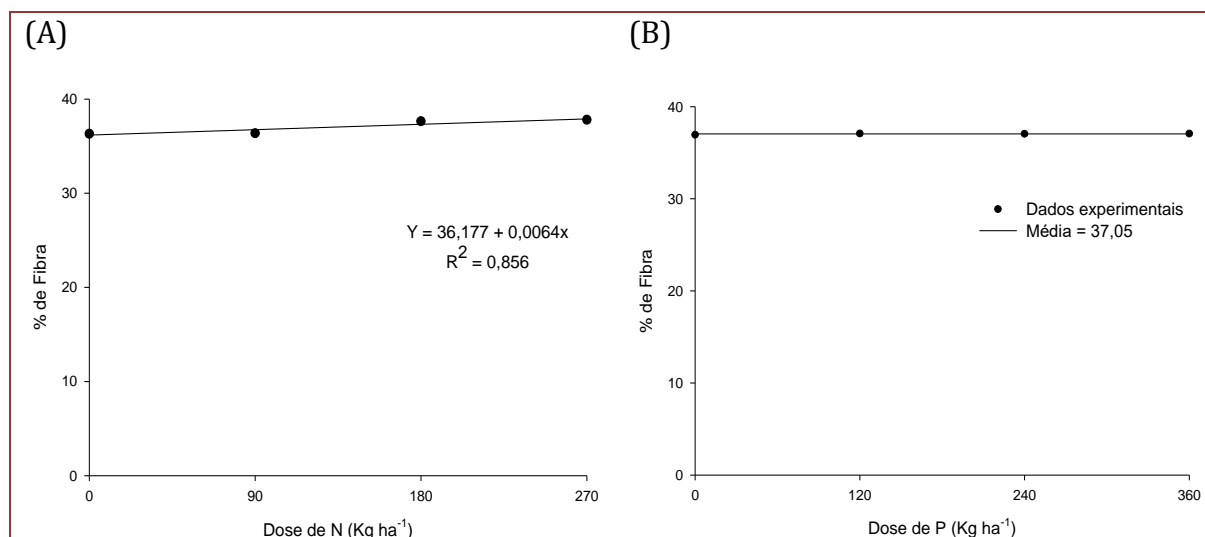 (A)
% de Fibra
40
30
20
10
0
Y = 36,177 + 0,0064x
R² = 0,856
0 90 180 270
Dose de N (Kg ha⁻¹)
(B)
% de Fibra
40
30
20
10
0
Dados experimentais
Média = 37,05
0 120 240 360
Dose de P (Kg ha⁻¹)